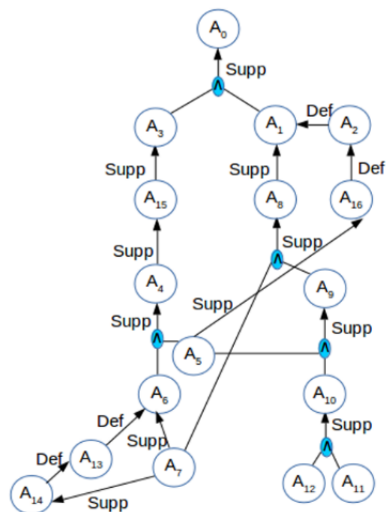 A0
Supp
∧
A3 A1 Def A2
Supp Supp Def
A15 A8 A16
Supp Supp
∧
A4 A9
Supp Supp
∧ A5 ∧ Supp
A6 A10
Def Supp Supp
A13 ∧
Def A7
A14 Supp A12 A11